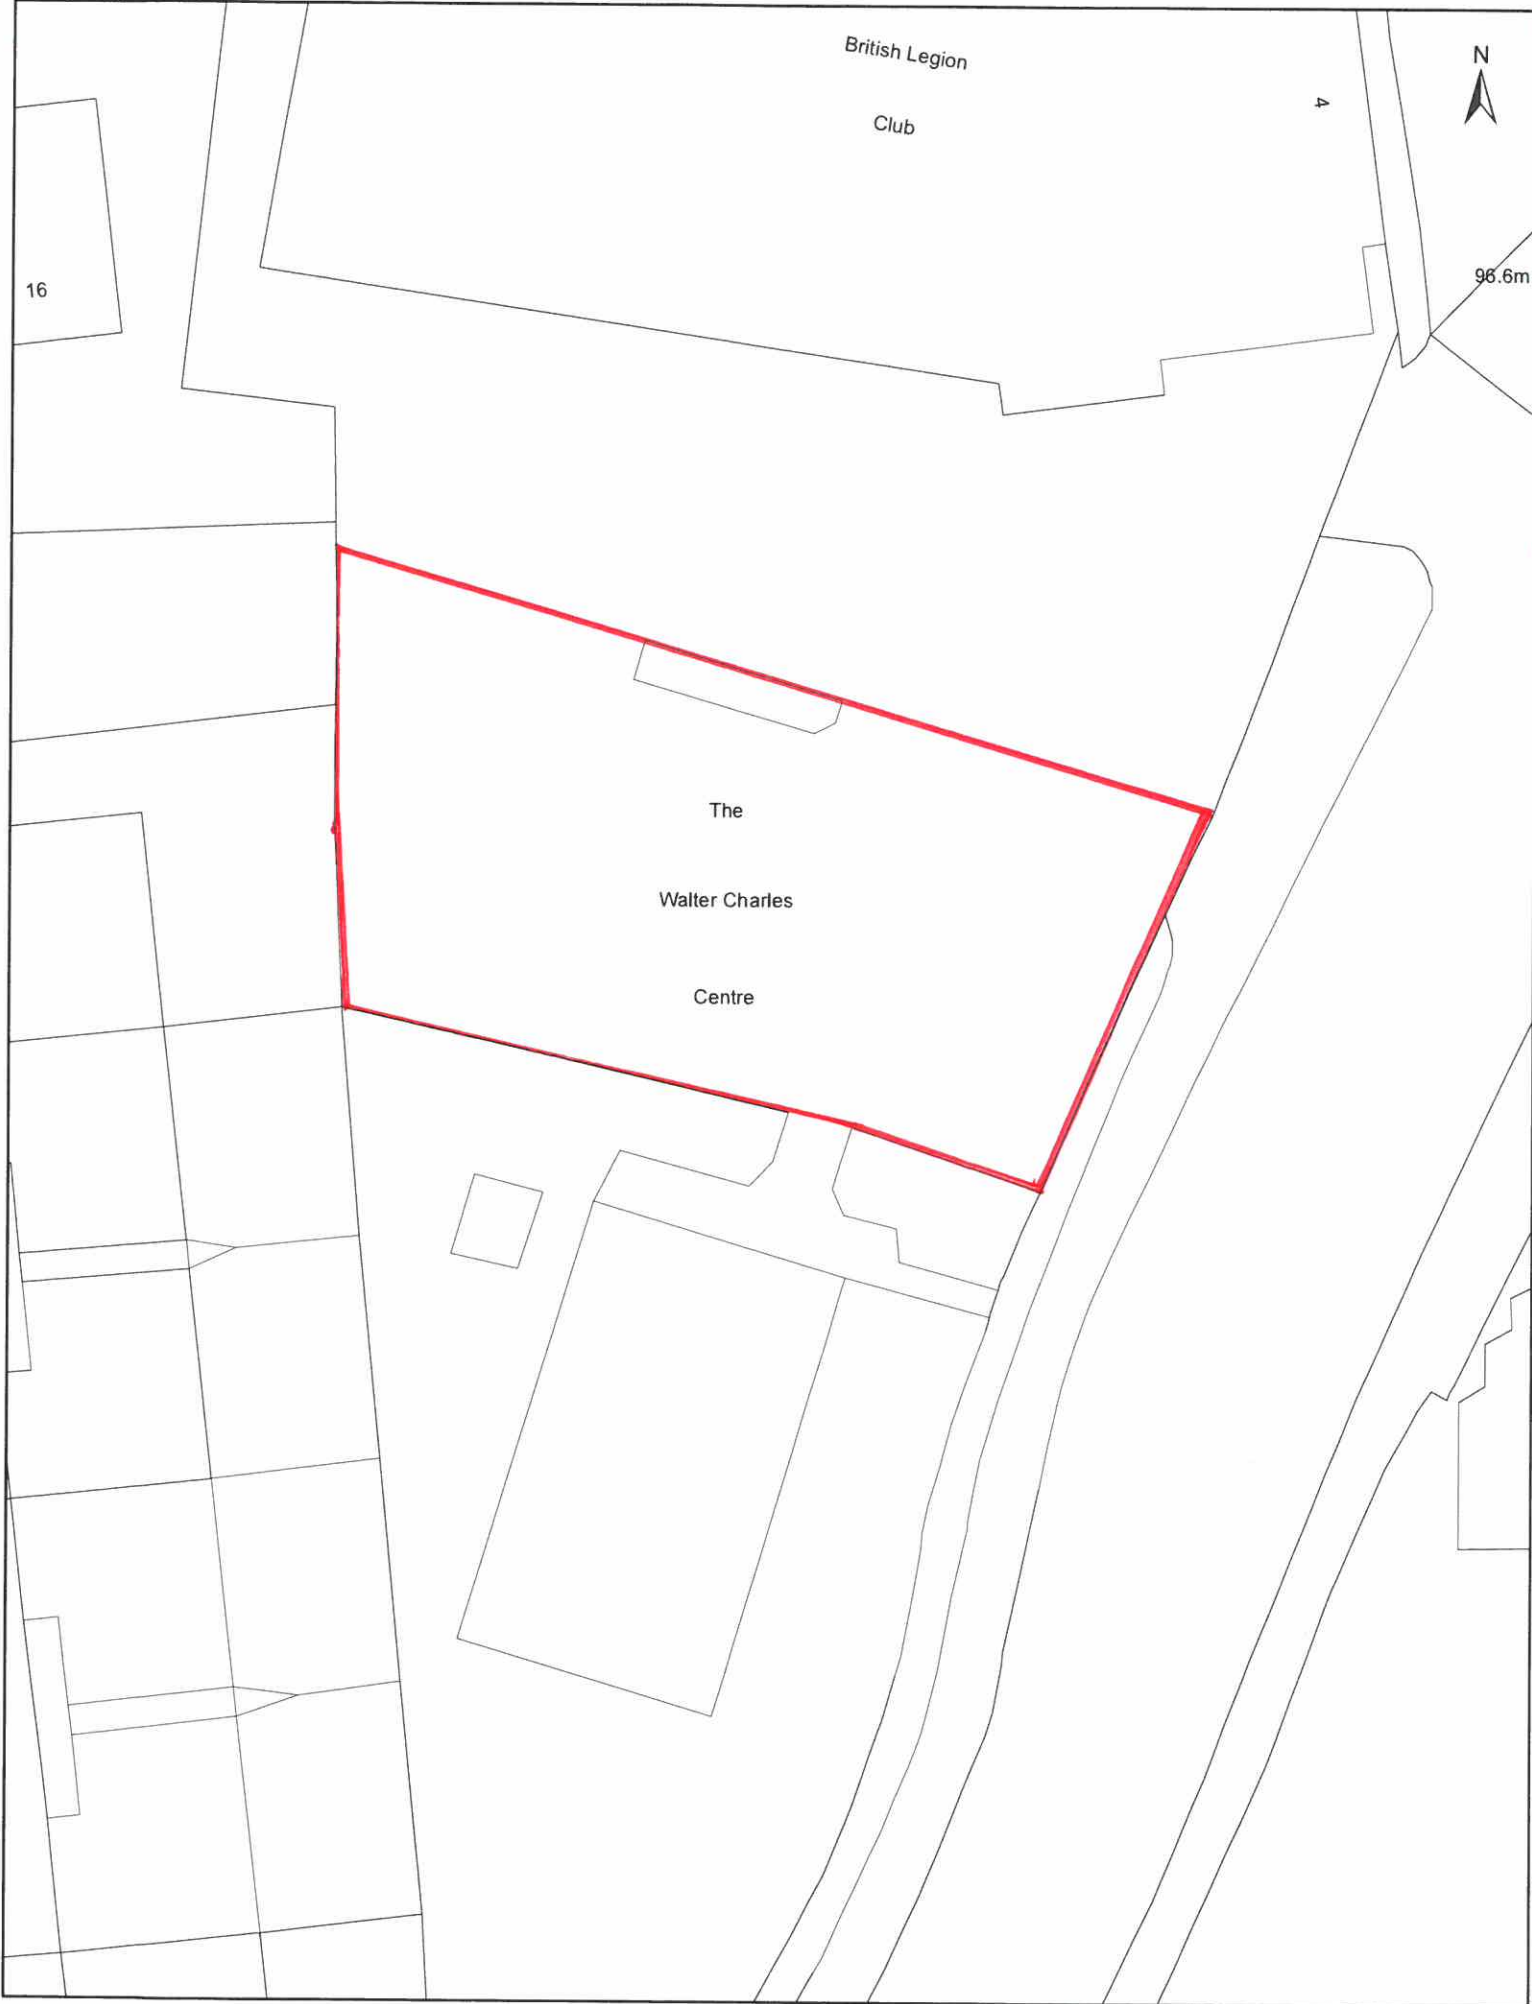 British Legion
Club
4
N
96.6m
16
The
Walter Charles
Centre